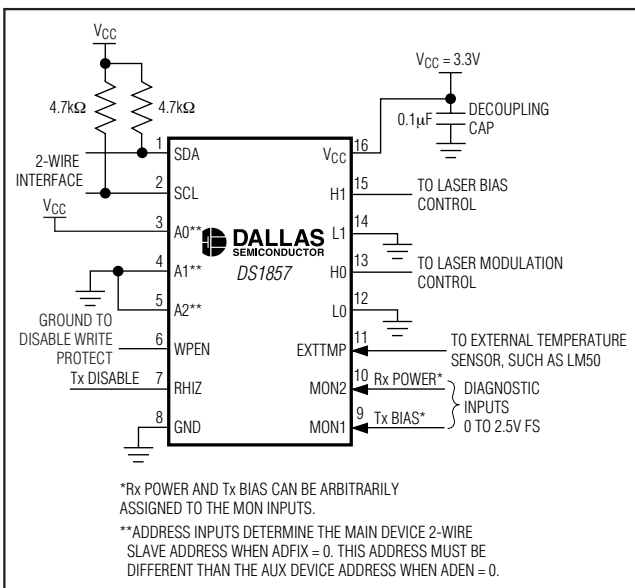 VCC
VCC = 3.3V
4.7kΩ
4.7kΩ
0.1µF
DECOUPLING
CAP
2-WIRE
INTERFACE
1
SDA
2
SCL
VCC
3
A0**
4
A1**
5
A2**
GROUND TO
DISABLE WRITE
PROTECT
6
WPEN
Tx DISABLE
7
RHIZ
8
GND
DALLAS
SEMICONDUCTOR
DS1857
16
VCC
15
H1
TO LASER BIAS
CONTROL
14
L1
13
H0
TO LASER MODULATION
CONTROL
12
L0
11
EXTTMP
TO EXTERNAL TEMPERATURE
SENSOR, SUCH AS LM50
10
MON2
Rx POWER*
9
MON1
Tx BIAS*
DIAGNOSTIC
INPUTS
0 TO 2.5V FS
*Rx POWER AND Tx BIAS CAN BE ARBITRARILY
ASSIGNED TO THE MON INPUTS.
**ADDRESS INPUTS DETERMINE THE MAIN DEVICE 2-WIRE
SLAVE ADDRESS WHEN ADFIX = 0. THIS ADDRESS MUST BE
DIFFERENT THAN THE AUX DEVICE ADDRESS WHEN ADEN = 0.